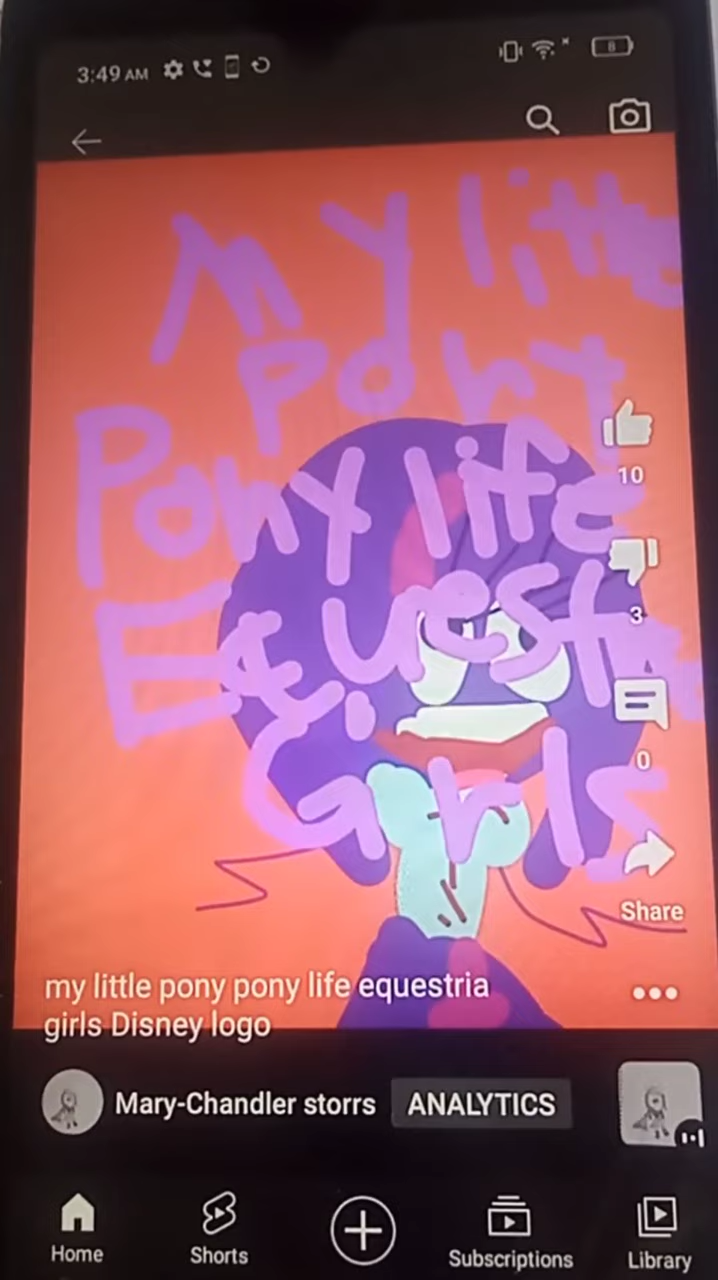 3:49 AM
8
My little
Pony
Pony life
Equestria
Girls
10
3
0
Share
my little pony pony life equestria
girls Disney logo
Mary-Chandler storrs
ANALYTICS
Home
Shorts
Subscriptions
Library